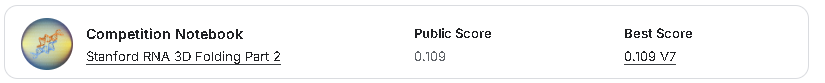 Competition Notebook Public Score Best Score
Stanford RNA 3D Folding Part 2 0.109 0.109 V7